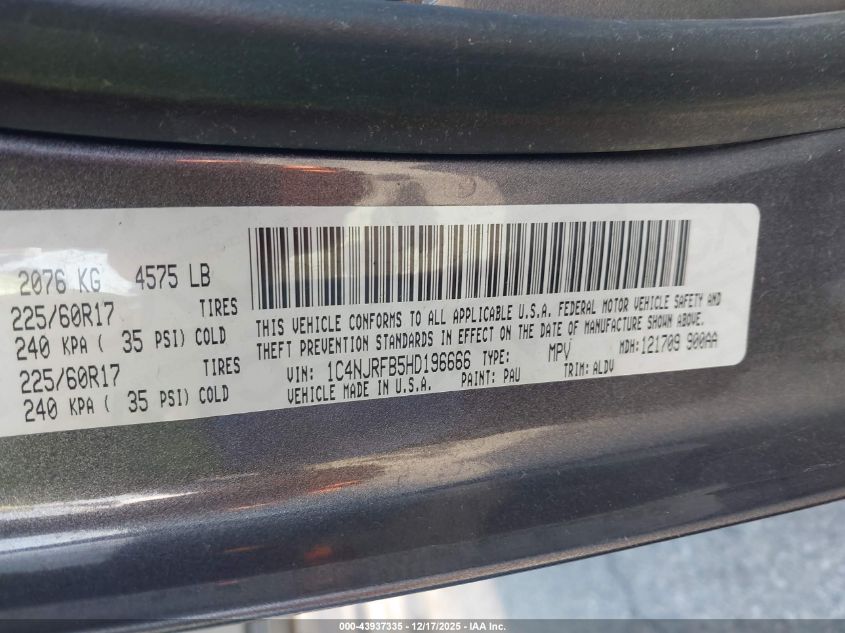 2076 KG 4575 LB
225/60R17 TIRES
240 KPA ( 35 PSI) COLD
225/60R17 TIRES
240 KPA ( 35 PSI) COLD
THIS VEHICLE CONFORMS TO ALL APPLICABLE U.S.A. FEDERAL MOTOR VEHICLE SAFETY AND
THEFT PREVENTION STANDARDS IN EFFECT ON THE DATE OF MANUFACTURE SHOWN ABOVE.
VIN: 1C4NJRFB5HD196666 TYPE: MPV MDH: 121709 900AA
VEHICLE MADE IN U.S.A. PAINT: PAU TRIM: ALDV
000-43937335 - 12/17/2025 - IAA Inc.